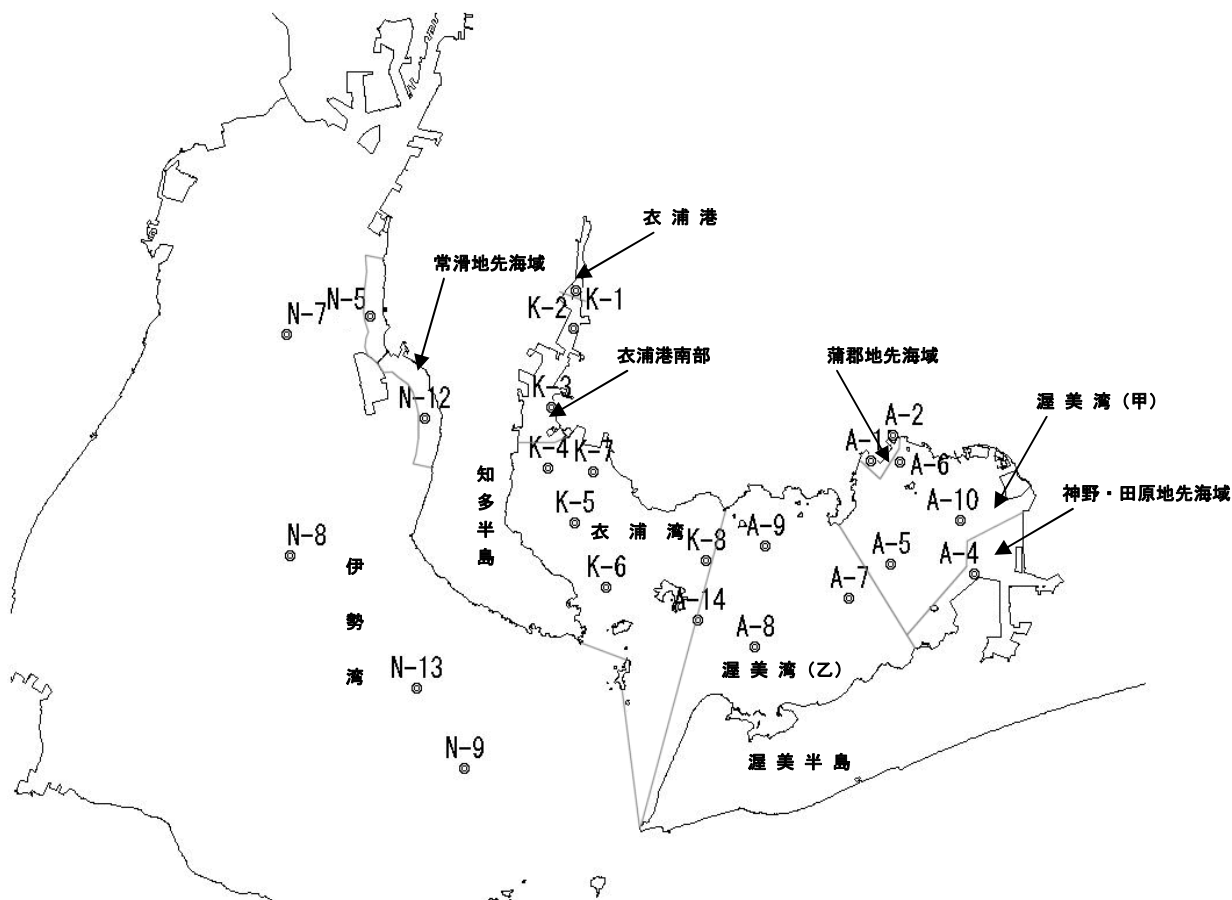 衣 浦 港
常滑地先海域
N-5
N-7
K-1
K-2
衣浦港南部
蒲郡地先海域
K-3
渥 美 湾 (甲)
N-12
A-2
A-1
A-6
K-4
K-7
神野・田原地先海域
知多半島
A-10
K-5
衣 浦 湾
A-9
K-8
A-5
A-4
N-8
伊勢湾
K-6
A-7
A-14
A-8
渥 美 湾 (乙)
N-13
N-9
渥 美 半 島